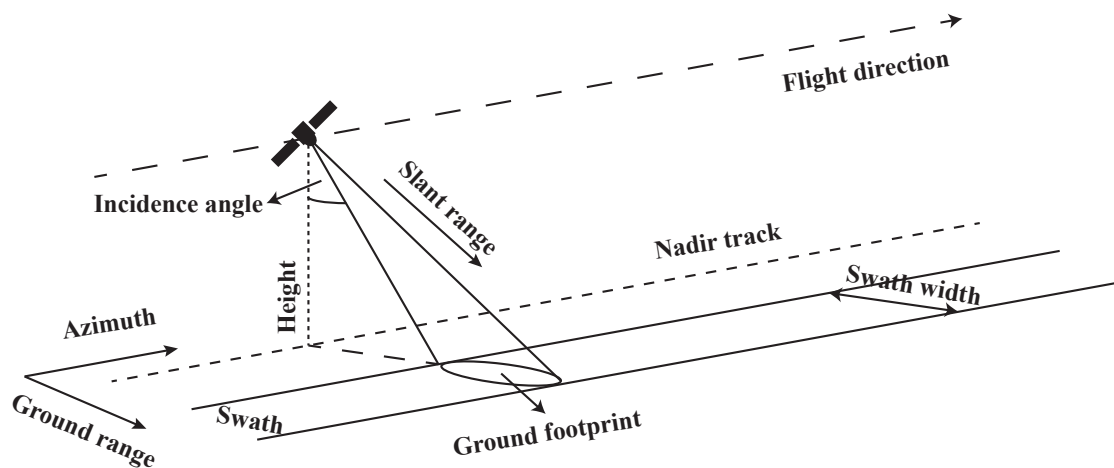 Flight direction
Incidence angle
Slant range
Nadir track
Height
Swath width
Azimuth
Ground range
Swath
Ground footprint